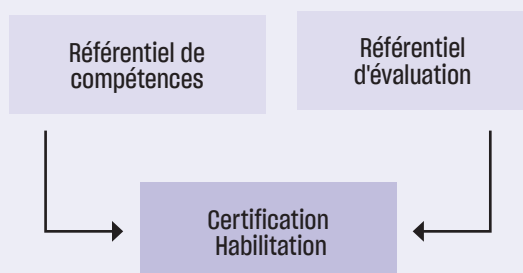 Référentiel de
compétences
Référentiel
d'évaluation
Certification
Habilitation